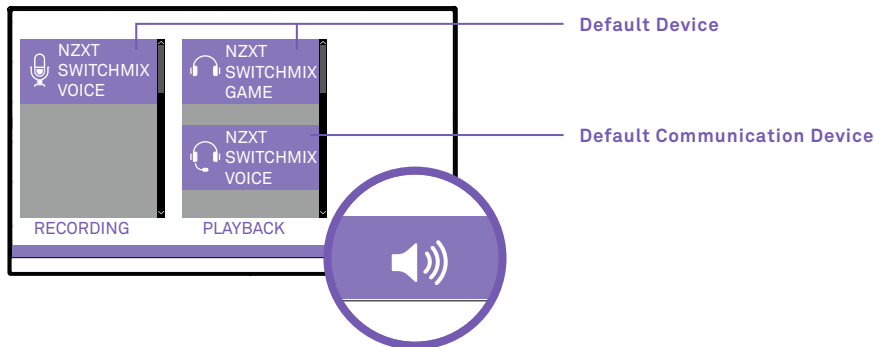 NZXT
SWITCHMIX
VOICE
RECORDING
NZXT
SWITCHMIX
GAME
NZXT
SWITCHMIX
VOICE
PLAYBACK
Default Device
Default Communication Device